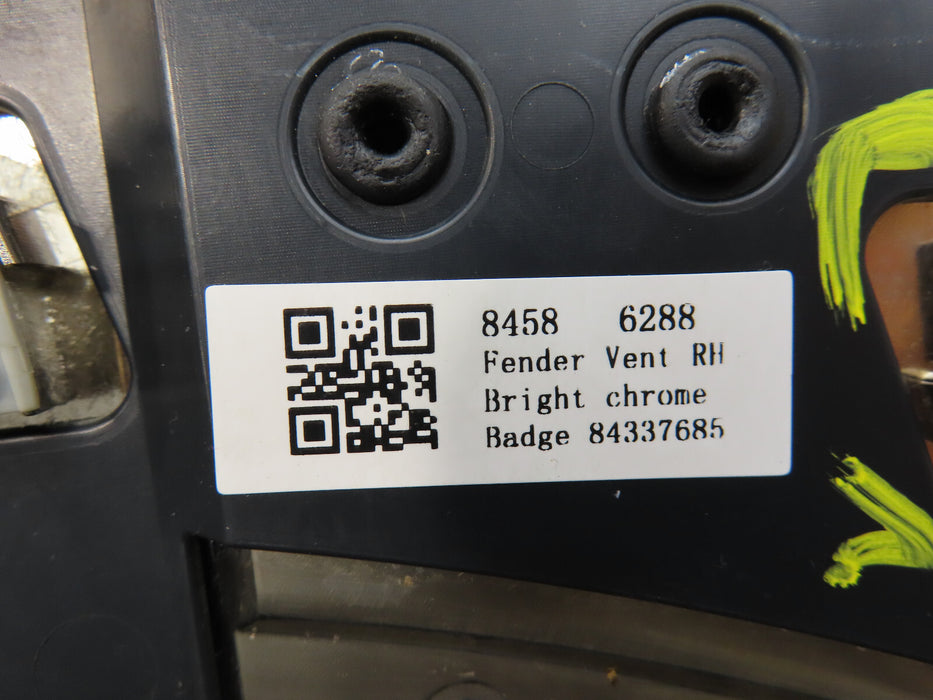 8458 6288
Fender Vent RH
Bright chrome
Badge 84337685